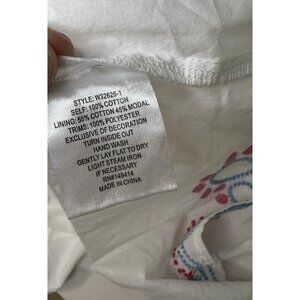 STYLE: W32625-1
SELF: 100% COTTON
LINING: 55% COTTON 45% MODAL
TRIMS: 100% POLYESTER
EXCLUSIVE OF DECORATION
TURN INSIDE OUT
HAND WASH
GENTLY LAY FLAT TO DRY
LIGHT STEAM IRON
IF NECESSARY
RN#149414
MADE IN CHINA